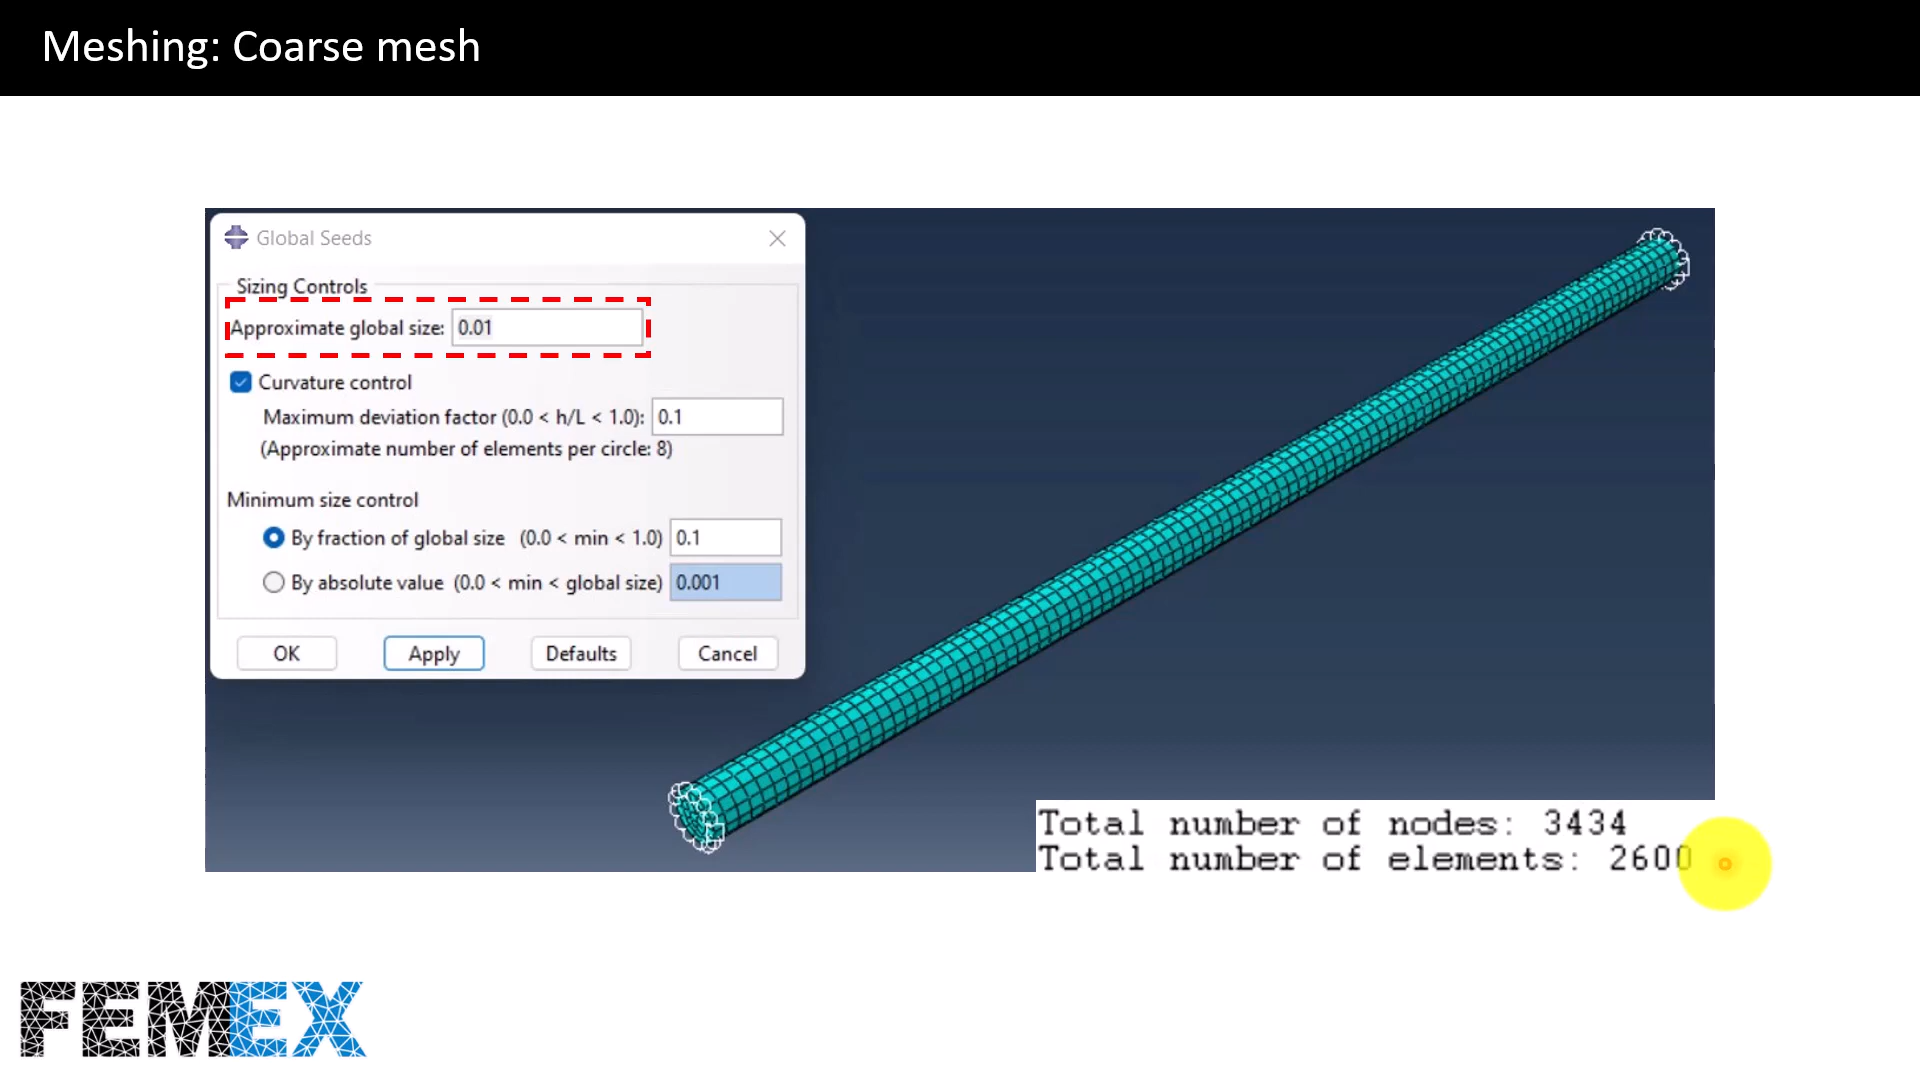 Meshing: Coarse mesh
Global Seeds
Sizing Controls
Approximate global size: 0.01
Curvature control
Maximum deviation factor (0.0 < h/L < 1.0): 0.1
(Approximate number of elements per circle: 8)
Minimum size control
By fraction of global size (0.0 < min < 1.0) 0.1
By absolute value (0.0 < min < global size) 0.001
OK Apply Defaults Cancel
Total number of nodes: 3434
Total number of elements: 2600
FEMEX